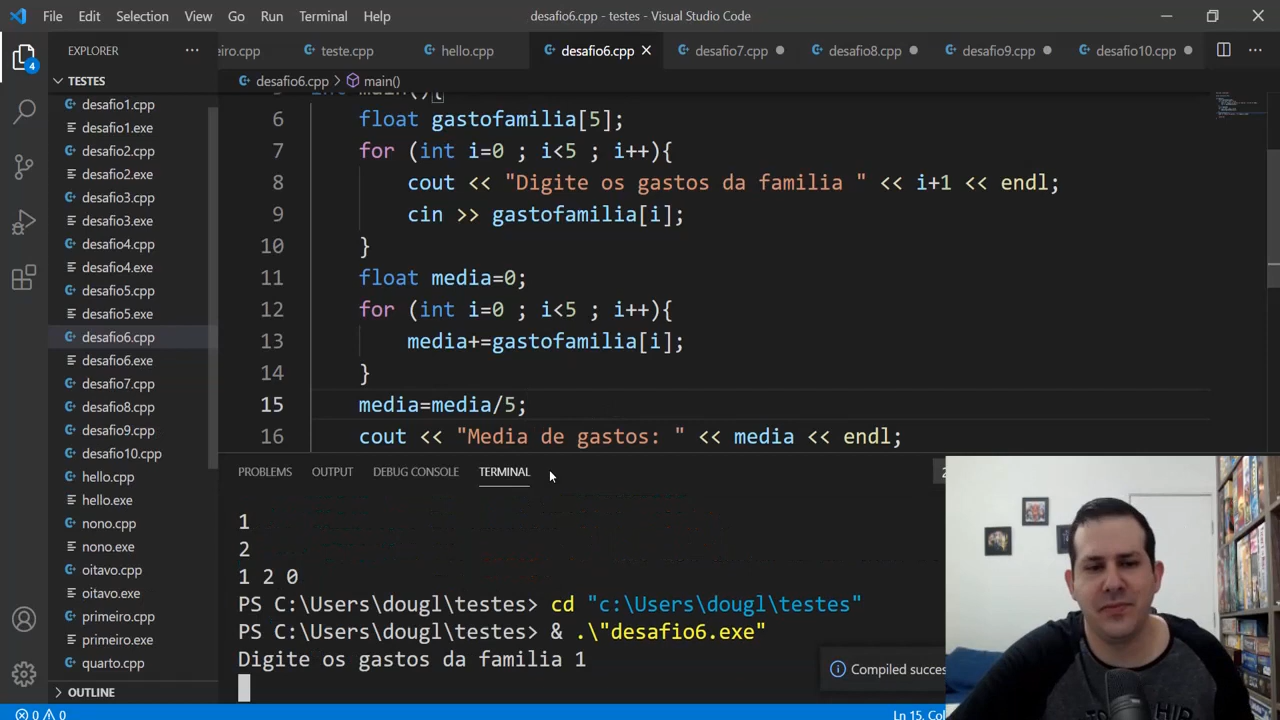 File Edit Selection View Go Run Terminal Help desafio6.cpp - testes - Visual Studio Code
EXPLORER
eiro.cpp teste.cpp hello.cpp desafio6.cpp desafio7.cpp desafio8.cpp desafio9.cpp desafio10.cpp
4
TESTES
desafio6.cpp > main()
desafio1.cpp
desafio1.exe
desafio2.cpp
desafio2.exe
desafio3.cpp
desafio3.exe
desafio4.cpp
desafio4.exe
desafio5.cpp
desafio5.exe
desafio6.cpp
desafio6.exe
desafio7.cpp
desafio8.cpp
desafio9.cpp
desafio10.cpp
hello.cpp
hello.exe
nono.cpp
nono.exe
oitavo.cpp
oitavo.exe
primeiro.cpp
primeiro.exe
quarto.cpp
OUTLINE
int main(){
6 float gastofamilia[5];
7 for (int i=0 ; i<5 ; i++){
8 cout << "Digite os gastos da familia " << i+1 << endl;
9 cin >> gastofamilia[i];
10 }
11 float media=0;
12 for (int i=0 ; i<5 ; i++){
13 media+=gastofamilia[i];
14 }
15 media=media/5;
16 cout << "Media de gastos: " << media << endl;
PROBLEMS OUTPUT DEBUG CONSOLE TERMINAL
1
2
1 2 0
PS C:\Users\dougl\testes> cd "c:\Users\dougl\testes"
PS C:\Users\dougl\testes> & .\"desafio6.exe"
Digite os gastos da familia 1
Compiled succes
0 0
Ln 15, Col